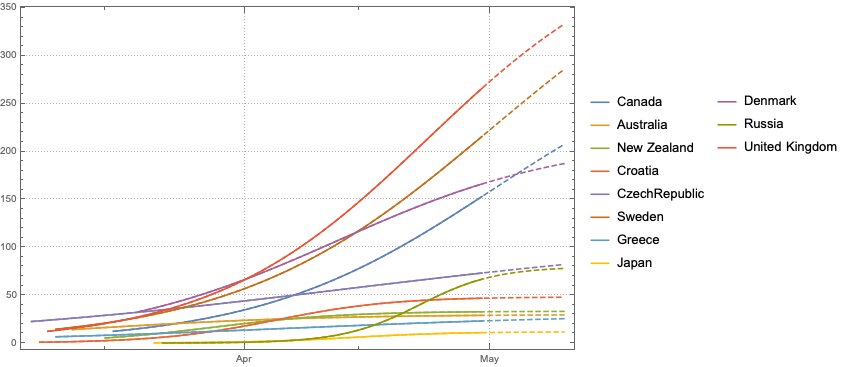 350
300
250
200
150
100
50
0
Apr
May
Canada
Australia
New Zealand
Croatia
CzechRepublic
Sweden
Greece
Japan
Denmark
Russia
United Kingdom